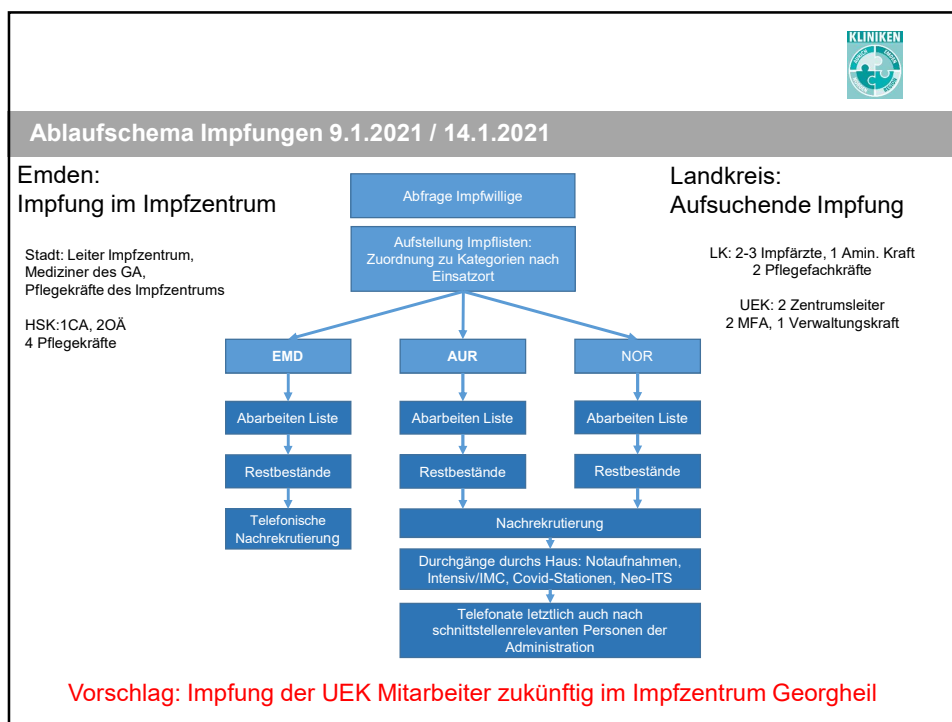 KLINIKEN
Ablaufschema Impfungen 9.1.2021 / 14.1.2021
Emden:
Impfung im Impfzentrum
Stadt: Leiter Impfzentrum,
Mediziner des GA,
Pflegekräfte des Impfzentrums
HSK:1CA, 2OÄ
4 Pflegekräfte
Landkreis:
Aufsuchende Impfung
LK: 2-3 Impfärzte, 1 Amin. Kraft
2 Pflegefachkräfte
UEK: 2 Zentrumsleiter
2 MFA, 1 Verwaltungskraft
Abfrage Impfwillige
Aufstellung Impflisten:
Zuordnung zu Kategorien nach
Einsatzort
EMD
AUR
NOR
Abarbeiten Liste
Abarbeiten Liste
Abarbeiten Liste
Restbestände
Restbestände
Restbestände
Telefonische
Nachrekrutierung
Nachrekrutierung
Durchgänge durchs Haus: Notaufnahmen,
Intensiv/IMC, Covid-Stationen, Neo-ITS
Telefonate letztlich auch nach
schnittstellenrelevanten Personen der
Administration
Vorschlag: Impfung der UEK Mitarbeiter zukünftig im Impfzentrum Georgheil